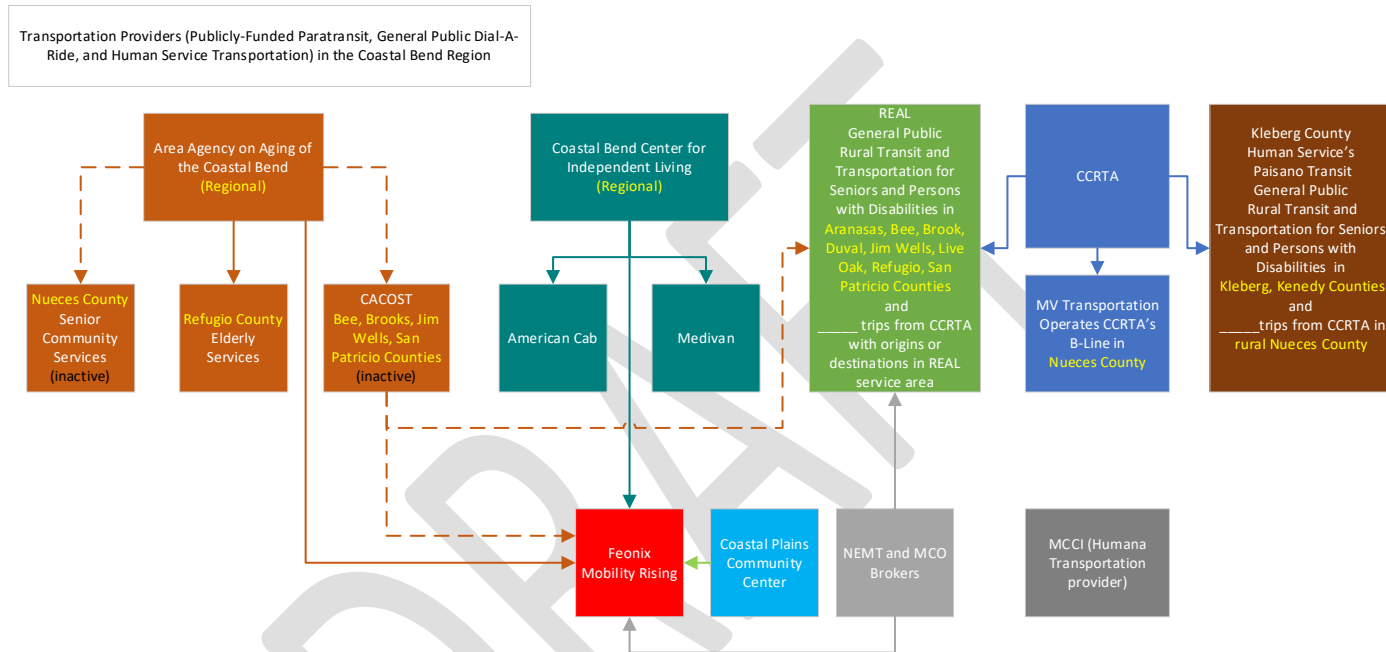 Transportation Providers (Publicly-Funded Paratransit, General Public Dial-A-
Ride, and Human Service Transportation) in the Coastal Bend Region
Area Agency on Aging of
the Coastal Bend
(Regional)
Coastal Bend Center for
Independent Living
(Regional)
REAL
General Public
Rural Transit and
Transportation for
Seniors and Persons
with Disabilities in
Aranasas, Bee, Brook,
Duval, Jim Wells, Live
Oak, Refugio, San
Patricio Counties
and
_____ trips from CCRTA
with origins or
destinations in REAL
service area
CCRTA
Kleberg County
Human Service's
Paisano Transit
General Public
Rural Transit and
Transportation for Seniors
and Persons with
Disabilities in
Kleberg, Kenedy Counties
and
_____trips from CCRTA in
rural Nueces County
Nueces County
Senior
Community
Services
(inactive)
Refugio County
Elderly
Services
CACOST
Bee, Brooks, Jim
Wells, San
Patricio Counties
(inactive)
American Cab
Medivan
MV Transportation
Operates CCRTA's
B-Line in
Nueces County
Feonix
Mobility Rising
Coastal Plains
Community
Center
NEMT and MCO
Brokers
MCCI (Humana
Transportation
provider)
DRAFT